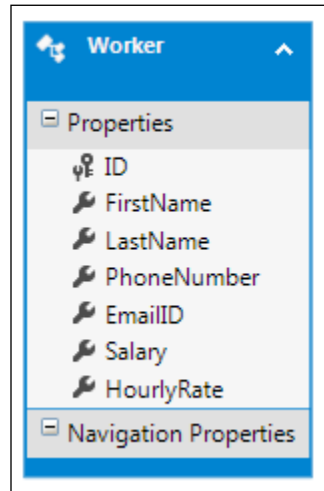 Worker
Properties
ID
FirstName
LastName
PhoneNumber
EmailID
Salary
HourlyRate
Navigation Properties